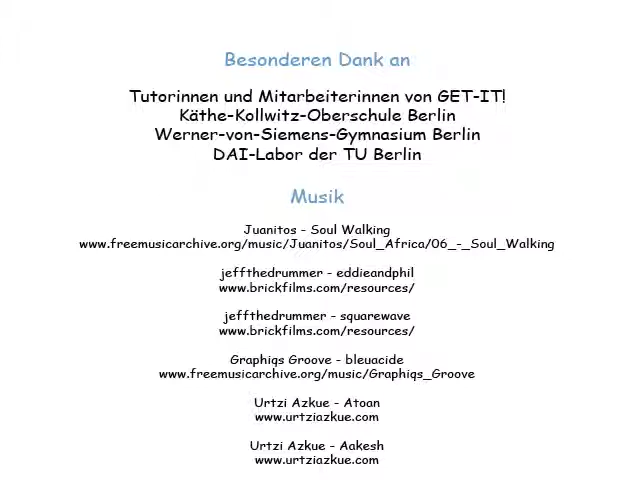 Besonderen Dank an
Tutorinnen und Mitarbeiterinnen von GET-IT!
Käthe-Kollwitz-Oberschule Berlin
Werner-von-Siemens-Gymnasium Berlin
DAI-Labor der TU Berlin
Musik
Juanitos - Soul Walking
www.freemusicarchive.org/music/Juanitos/Soul_Africa/06_-_Soul_Walking
jeffthedrummer - eddieandphil
www.brickfilms.com/resources/
jeffthedrummer - squarewave
www.brickfilms.com/resources/
Graphiqs Groove - bleuacide
www.freemusicarchive.org/music/Graphiqs_Groove
Urtzi Azkue - Atoan
www.urtziazkue.com
Urtzi Azkue - Aakesh
www.urtziazkue.com